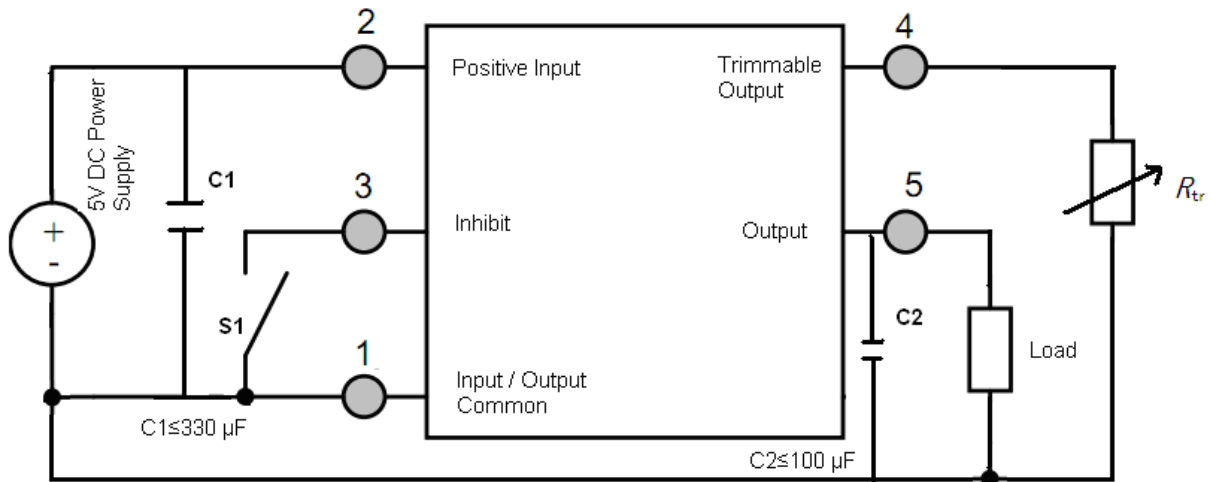 2
4
Positive Input
Trimmable
Output
5V DC Power
Supply
+
-
C1
3
Inhibit
5
Output
Rtr
S1
C2
Load
1
Input / Output
Common
C1≤330 µF
C2≤100 µF